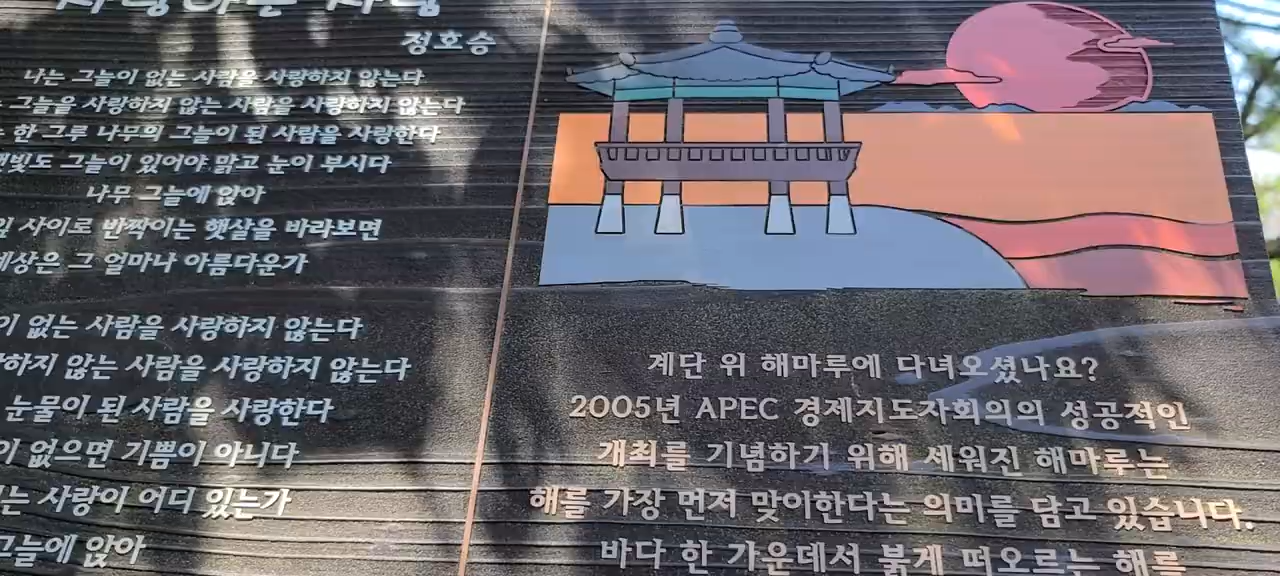 사랑하는 사람
정호승
나는 그늘이 없는 사람을 사랑하지 않는다
그늘을 사랑하지 않는 사람을 사랑하지 않는다
한 그루 나무의 그늘이 된 사람을 사랑한다
햇빛도 그늘이 있어야 맑고 눈이 부시다
나무 그늘에 앉아
사이로 반짝이는 햇살을 바라보면
세상은 그 얼마나 아름다운가
없는 사람을 사랑하지 않는다
않는 사람을 사랑하지 않는다
눈물이 된 사람을 사랑한다
없으면 기쁨이 아니다
사랑이 어디 있는가
그늘에 앉아
계단 위 해마루에 다녀오셨나요?
2005년 APEC 경제지도자회의의 성공적인
개최를 기념하기 위해 세워진 해마루는
해를 가장 먼저 맞이한다는 의미를 담고 있습니다.
바다 한 가운데서 붉게 떠오르는 해를